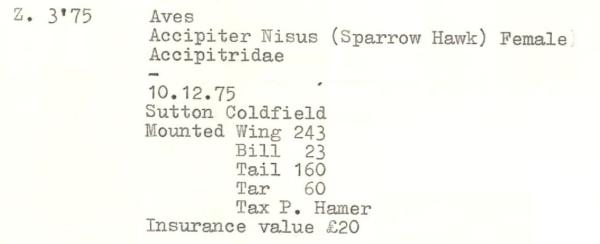 Z. 3'75 Aves
Accipiter Nisus (Sparrow Hawk) Female
Accipitridae
-
10.12.75
Sutton Coldfield
Mounted Wing 243
Bill 23
Tail 160
Tar 60
Tax P. Hamer
Insurance value £20